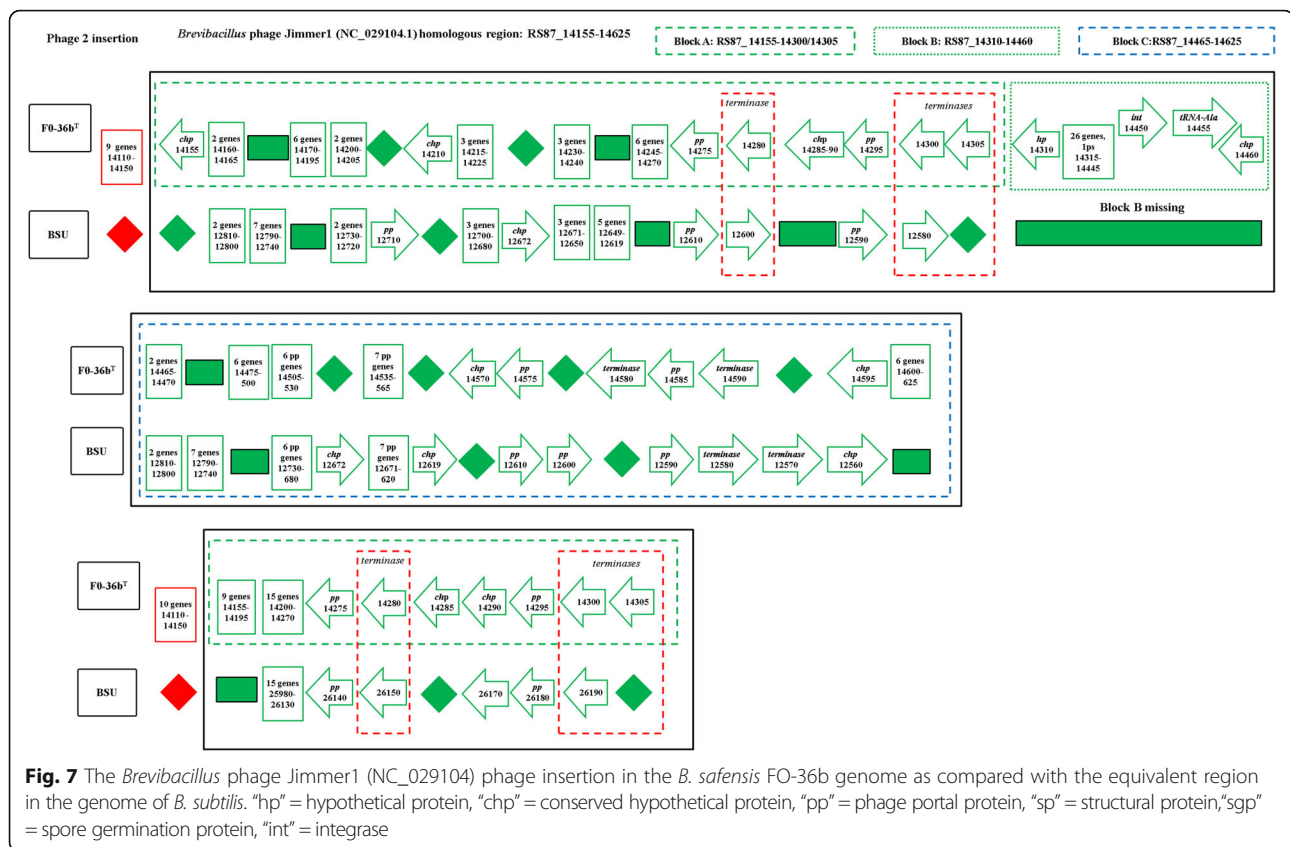 Phage 2 insertion
Brevibacillus phage Jimmer1 (NC_029104.1) homologous region: RS87_14155-14625
Block A: RS87_14155-14300/14305
Block B: RS87_14310-14460
Block C:RS87_14465-14625
F0-36bT
9 genes
14110-
14150
chp
14155
2 genes
14160-
14165
6 genes
14170-
14195
2 genes
14200-
14205
chp
14210
3 genes
14215-
14225
3 genes
14230-
14240
6 genes
14245-
14270
pp
14275
terminase
14280
chp
14285-90
pp
14295
terminases
14300
14305
hp
14310
26 genes,
1ps
14315-
14445
int
14450
tRNA-Ala
14455
chp
14460
BSU
2 genes
12810-
12800
7 genes
12790-
12740
2 genes
12730-
12720
pp
12710
3 genes
12700-
12680
chp
12672
3 genes
12671-
12650
5 genes
12649-
12619
pp
12610
12600
pp
12590
12580
Block B missing
F0-36bT
2 genes
14465-
14470
6 genes
14475-
500
6 pp
genes
14505-
530
7 pp
genes
14535-
565
chp
14570
pp
14575
terminase
14580
pp
14585
terminase
14590
chp
14595
6 genes
14600-
625
BSU
2 genes
12810-
12800
7 genes
12790-
12740
6 pp
genes
12730-
680
chp
12672
7 pp
genes
12671-
620
chp
12619
pp
12610
pp
12600
pp
12590
terminase
12580
terminase
12570
chp
12560
F0-36bT
10 genes
14110-
14150
9 genes
14155-
14195
15 genes
14200-
14270
pp
14275
terminase
14280
chp
14285
chp
14290
pp
14295
terminases
14300
14305
BSU
15 genes
25980-
26130
pp
26140
26150
26170
pp
26180
26190
Fig. 7 The Brevibacillus phage Jimmer1 (NC_029104) phage insertion in the B. safensis FO-36b genome as compared with the equivalent region
in the genome of B. subtilis. “hp” = hypothetical protein, “chp” = conserved hypothetical protein, “pp” = phage portal protein, “sp” = structural protein,“sgp”
= spore germination protein, “int” = integrase